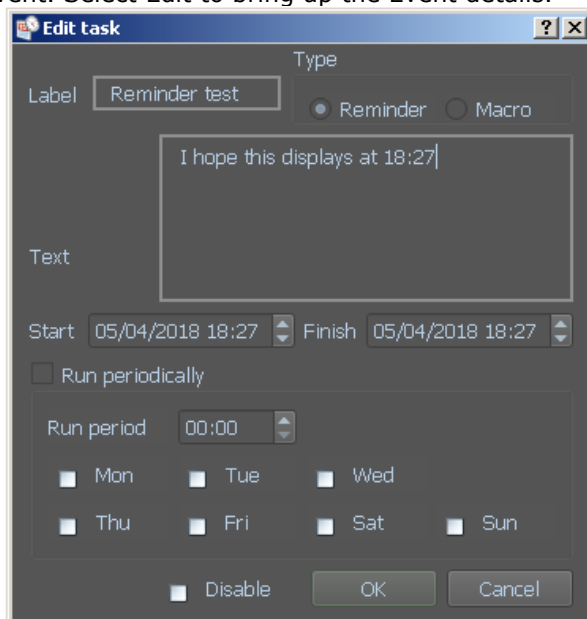 ent. Select Edit to bring up the Event details.
Edit task
Type
Label Reminder test
Reminder Macro
I hope this displays at 18:27
Text
Start 05/04/2018 18:27 Finish 05/04/2018 18:27
Run periodically
Run period 00:00
Mon Tue Wed
Thu Fri Sat Sun
Disable OK Cancel